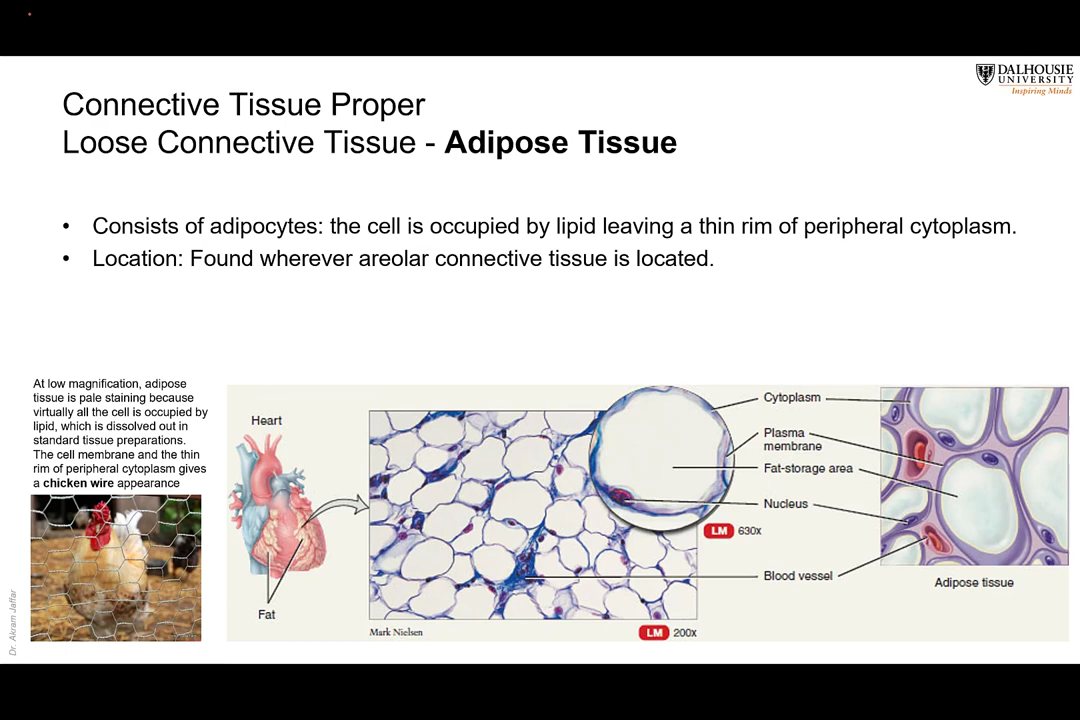 DALHOUSIE
UNIVERSITY
Inspiring Minds
Connective Tissue Proper
Loose Connective Tissue - Adipose Tissue
• Consists of adipocytes: the cell is occupied by lipid leaving a thin rim of peripheral cytoplasm.
• Location: Found wherever areolar connective tissue is located.
At low magnification, adipose
tissue is pale staining because
virtually all the cell is occupied by
lipid, which is dissolved out in
standard tissue preparations.
The cell membrane and the thin
rim of peripheral cytoplasm gives
a chicken wire appearance
Dr. Akram Jaffar
Heart
Fat
Mark Nielsen
LM 200x
LM 630x
Cytoplasm
Plasma
membrane
Fat-storage area
Nucleus
Blood vessel
Adipose tissue